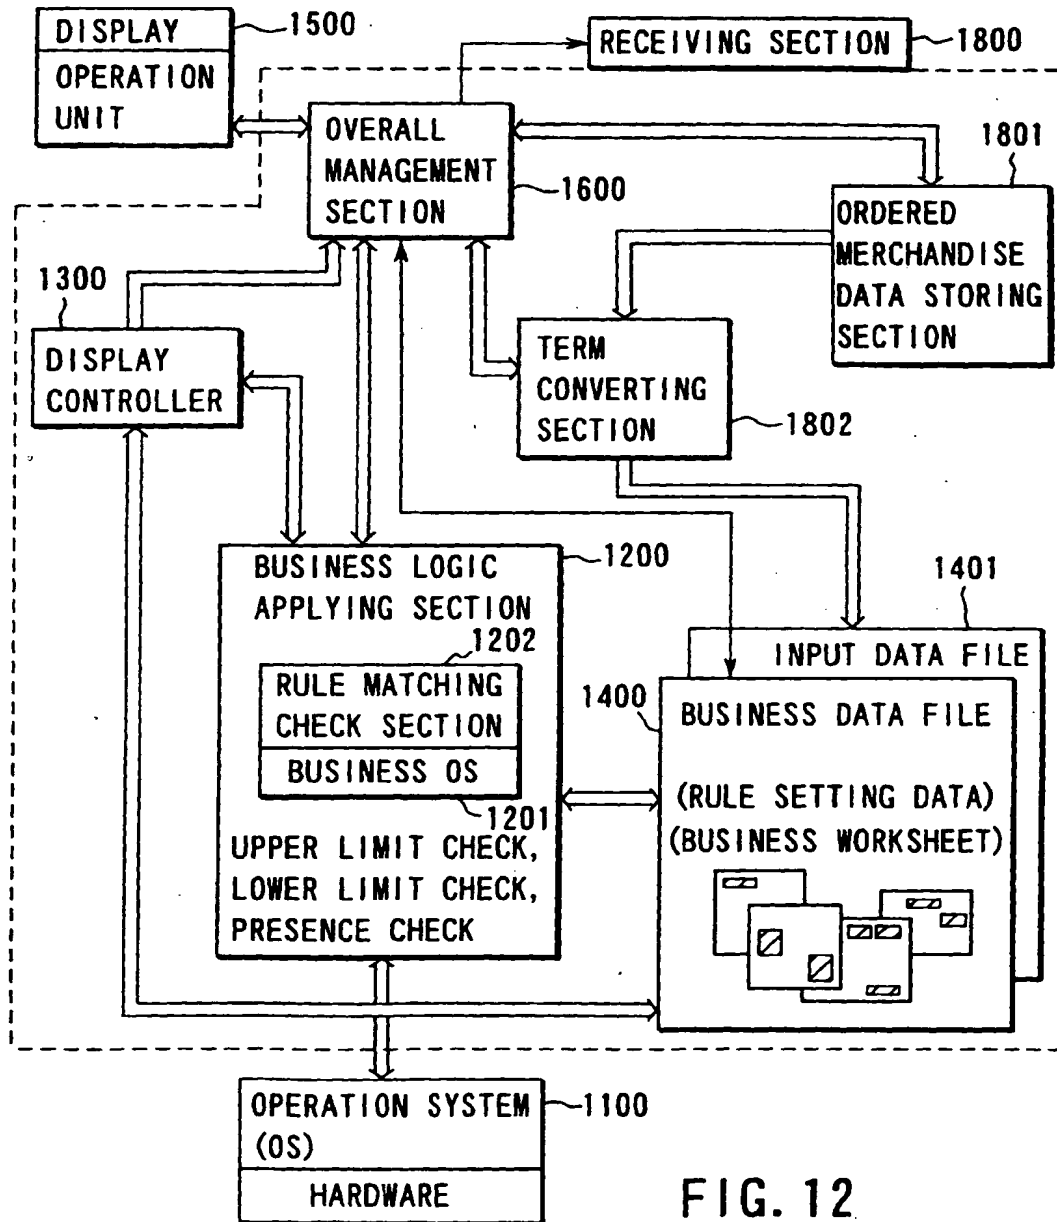 DISPLAY
1500
OPERATION
UNIT
RECEIVING SECTION
1800
OVERALL
MANAGEMENT
SECTION
1600
1801
ORDERED
MERCHANDISE
DATA STORING
SECTION
1300
DISPLAY
CONTROLLER
TERM
CONVERTING
SECTION
1802
BUSINESS LOGIC
APPLYING SECTION
1200
1202
RULE MATCHING
CHECK SECTION
BUSINESS OS
1201
UPPER LIMIT CHECK,
LOWER LIMIT CHECK,
PRESENCE CHECK
1401
INPUT DATA FILE
1400
BUSINESS DATA FILE
(RULE SETTING DATA)
(BUSINESS WORKSHEET)
OPERATION SYSTEM
(OS)
1100
HARDWARE
FIG. 12